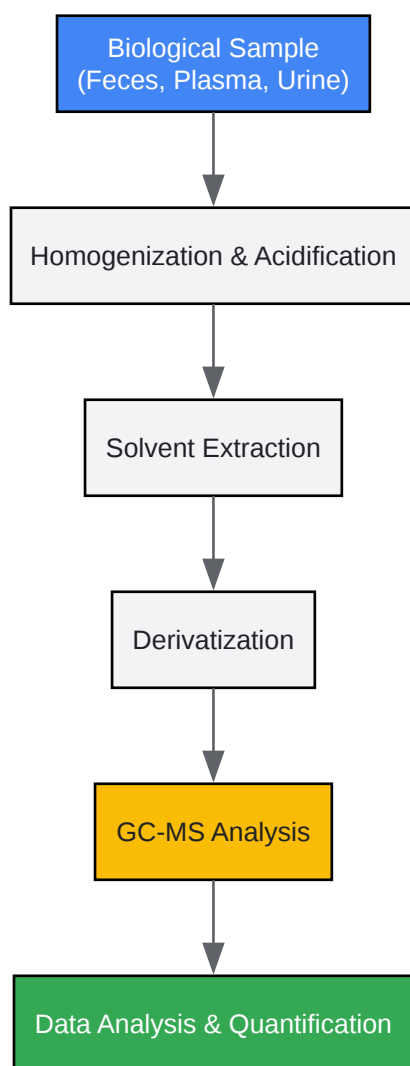 Biological Sample
(Feces, Plasma, Urine)
Homogenization & Acidification
Solvent Extraction
Derivatization
GC-MS Analysis
Data Analysis & Quantification